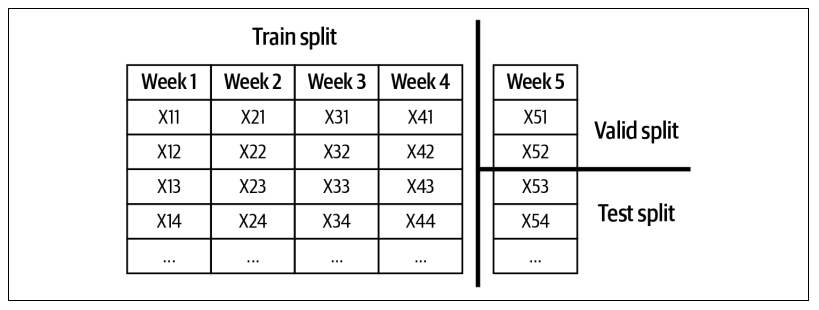 Train split
Week 1 Week 2 Week 3 Week 4 Week 5
X11 X21 X31 X41 X51
X12 X22 X32 X42 X52
Valid split
X13 X23 X33 X43 X53
X14 X24 X34 X44 X54
Test split
... ... ... ... ...